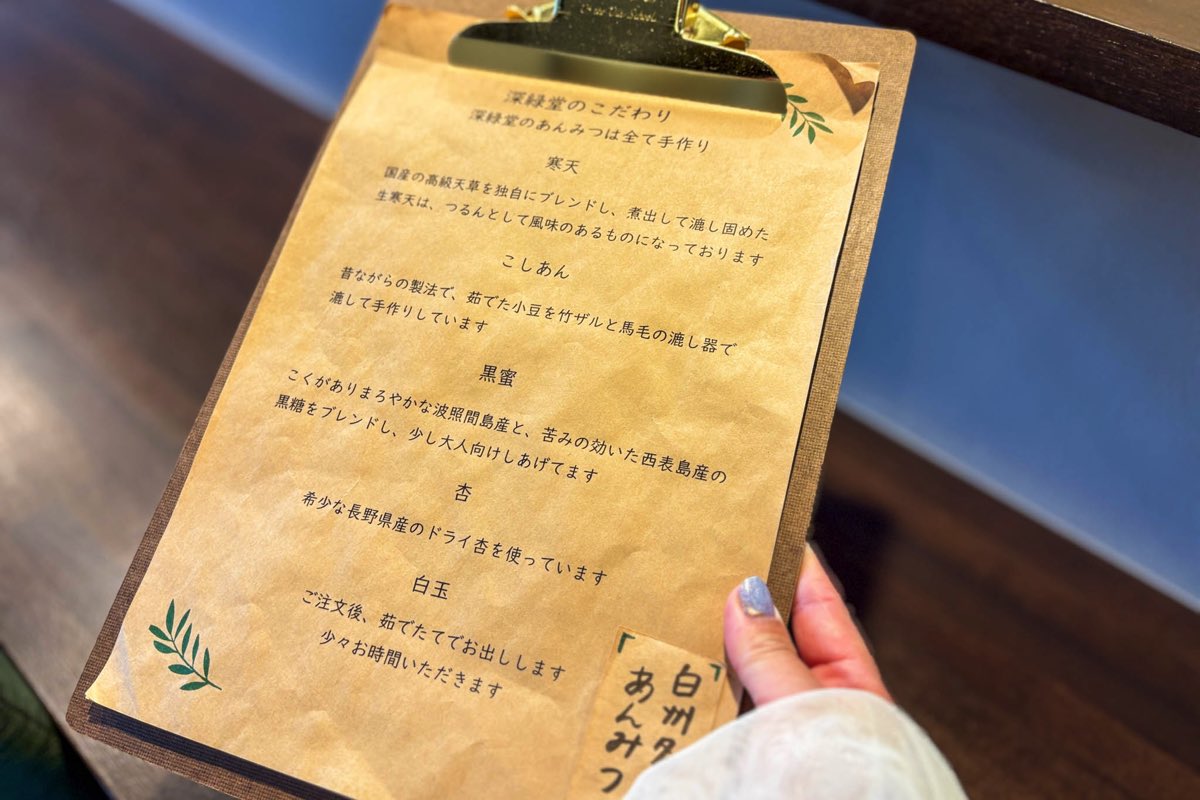 深緑堂のこだわり
深緑堂のあんみつは全て手作り
寒天
国産の高級天草を独自にブレンドし、煮出して漉し固めた
生寒天は、つるんとして風味のあるものになっております
こしあん
昔ながらの製法で、茹でた小豆を竹ザルと馬毛の漉し器で
漉して手作りしています
黒蜜
こくがありまろやかな波照間島産と、苦みの効いた西表島産の
黒糖をブレンドし、少し大人向けしあげてます
杏
希少な長野県産のドライ杏を使っています
白玉
ご注文後、茹でたてでお出しします
少々お時間いただきます
「白州
あんみつ